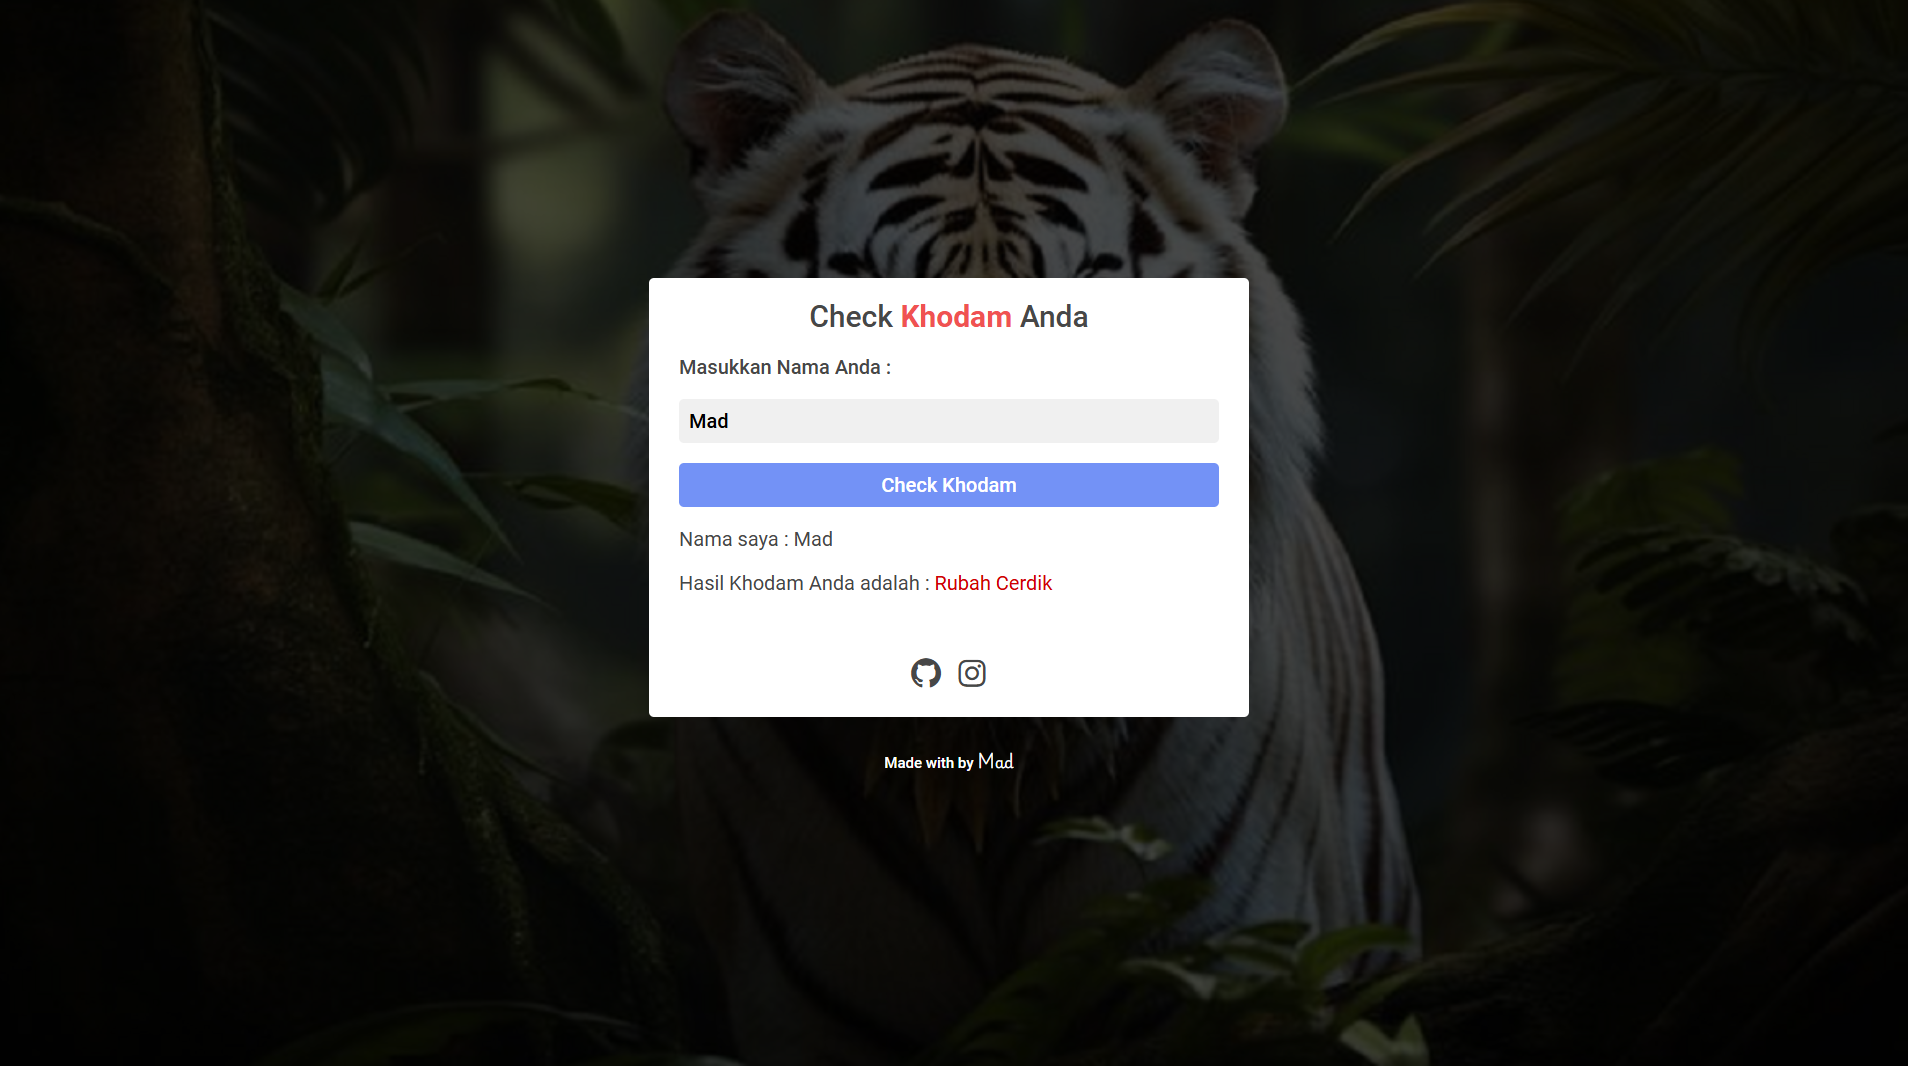 Check Khodam Anda
Masukkan Nama Anda :
Mad
Check Khodam
Nama saya : Mad
Hasil Khodam Anda adalah : Rubah Cerdik
Made with by Mad